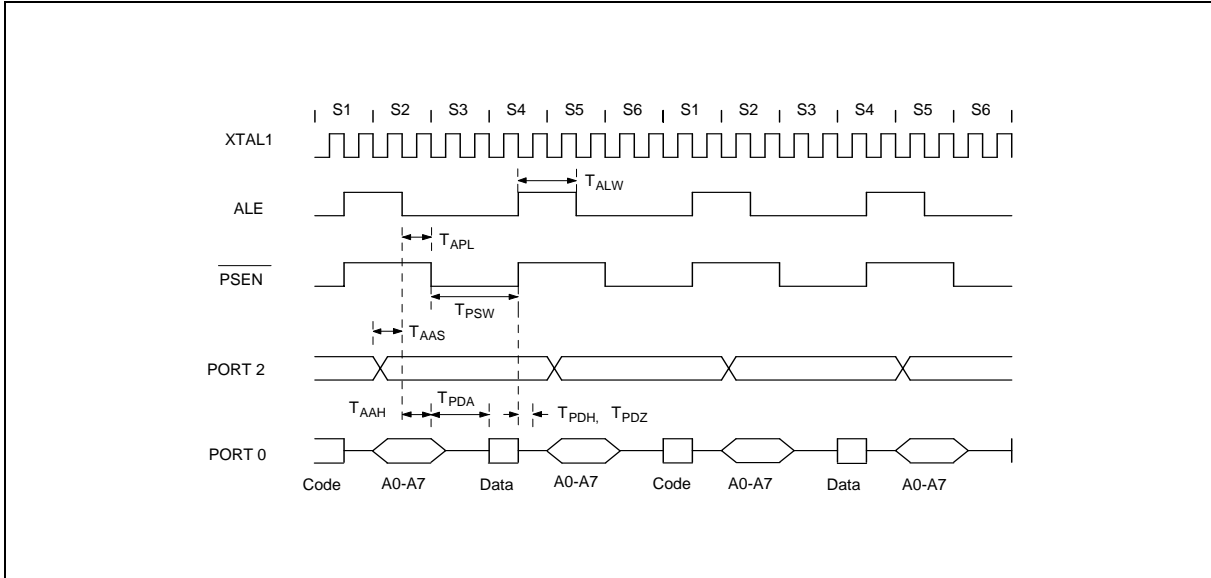 S1 S2 S3 S4 S5 S6 S1 S2 S3 S4 S5 S6
XTAL1
TALW
ALE
TAPL
PSEN
TPSW
TAAS
PORT 2
TAAH TPDA TPDH, TPDZ
PORT 0
Code A0-A7 Data A0-A7 Code A0-A7 Data A0-A7